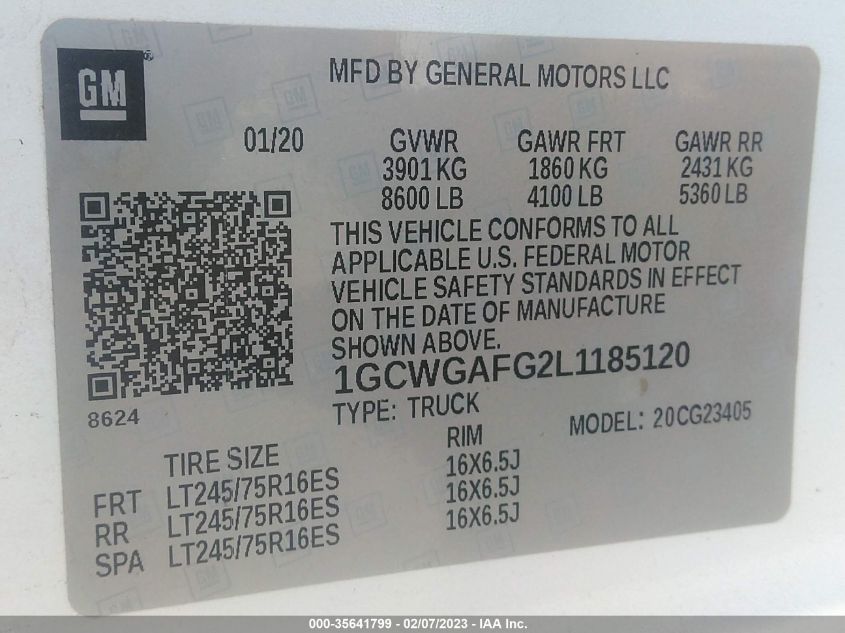 GM
®
MFD BY GENERAL MOTORS LLC
01/20 GVWR GAWR FRT GAWR RR
3901 KG 1860 KG 2431 KG
8600 LB 4100 LB 5360 LB
THIS VEHICLE CONFORMS TO ALL
APPLICABLE U.S. FEDERAL MOTOR
VEHICLE SAFETY STANDARDS IN EFFECT
ON THE DATE OF MANUFACTURE
SHOWN ABOVE.
1GCWGAFG2L1185120
8624
TYPE: TRUCK MODEL: 20CG23405
TIRE SIZE RIM
FRT LT245/75R16ES 16X6.5J
RR LT245/75R16ES 16X6.5J
SPA LT245/75R16ES 16X6.5J
000-35641799 - 02/07/2023 - IAA Inc.